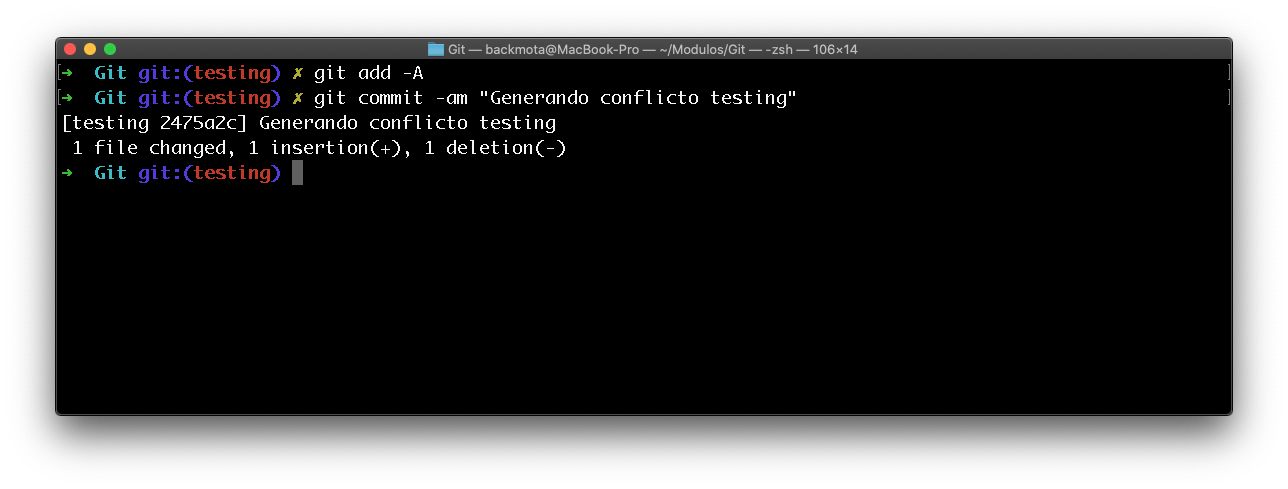 Git — backmota@MacBook-Pro — ~/Modulos/Git — -zsh — 106×14
[➜  Git git:(testing) ✗ git add -A ]
[➜  Git git:(testing) ✗ git commit -am "Generando conflicto testing" ]
[testing 2475a2c] Generando conflicto testing
 1 file changed, 1 insertion(+), 1 deletion(-)
➜  Git git:(testing)